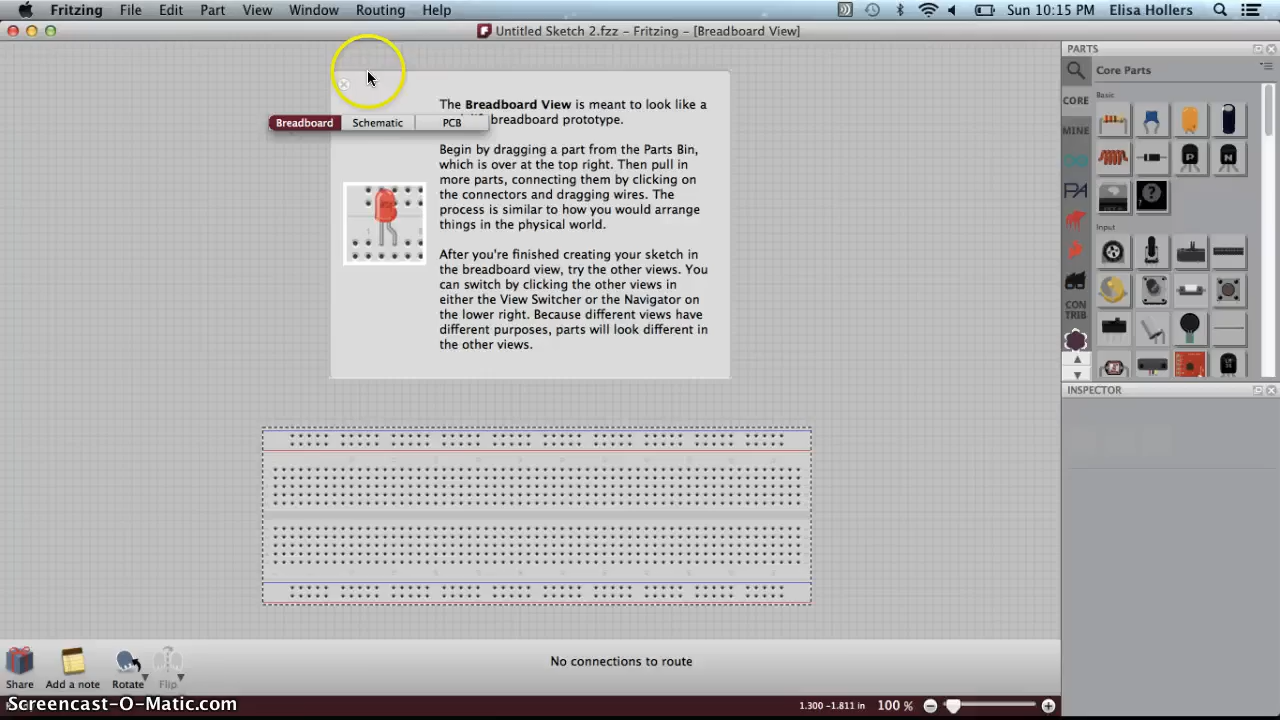 Fritzing File Edit Part View Window Routing Help Sun 10:15 PM Elisa Hollers
Untitled Sketch 2.fzz – Fritzing – [Breadboard View]
PARTS
Core Parts
Basic
CORE
MINE
PA
CON
TRIB
P
N
?
Input
INSPECTOR
The Breadboard View is meant to look like a
breadboard prototype.
Breadboard Schematic PCB
Begin by dragging a part from the Parts Bin,
which is over at the top right. Then pull in
more parts, connecting them by clicking on
the connectors and dragging wires. The
process is similar to how you would arrange
things in the physical world.
After you're finished creating your sketch in
the breadboard view, try the other views. You
can switch by clicking the other views in
either the View Switcher or the Navigator on
the lower right. Because different views have
different purposes, parts will look different in
the other views.
No connections to route
Share Add a note Rotate Flip
Screencast-O-Matic.com
1.300 -1.811 in 100 %